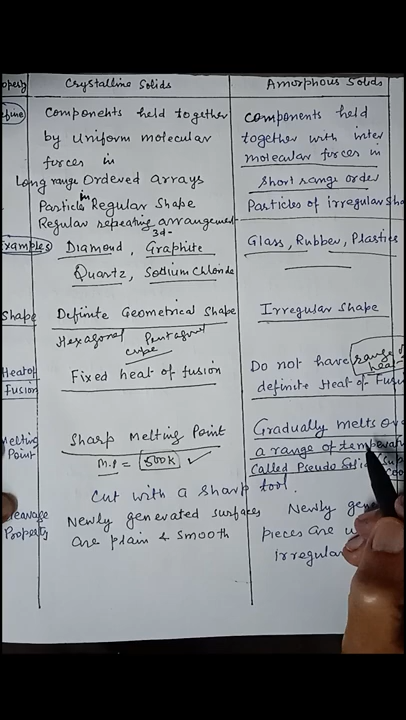 Crystalline Solids
Amorphous Solids
Components held together
by Uniform molecular
forces in
Long range Ordered arrays
in
Particle Regular Shape
Regular repeating arrangement
3d-
components held
together with inter
molecular forces in
short range order
Particles of irregular Sha
Examples
Diamond, Graphite
Quartz, Sodium Chloride
Glass, Rubber, Plastics
Shape
Definite Geometrical Shape
Hexagonal Pentagonal
cube
Irregular Shape
Heat of
Fusion
Fixed heat of fusion
Do not have range of
heat
definite Heat of Fusi
Melting
Point
Sharp Melting Point
M.P = 500k
Gradually melts ov
a range of temperat
Called Pseudo Solid
Cleavage
Property
Cut with a sharp tool.
Newly generated surfaces
are plain & smooth
Newly gene
pieces are
irregular